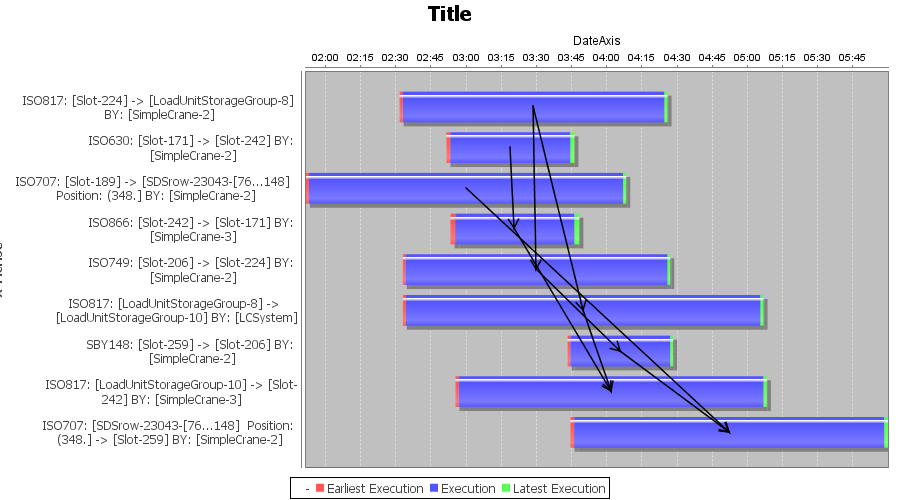 Title
DateAxis
02:00 02:15 02:30 02:45 03:00 03:15 03:30 03:45 04:00 04:15 04:30 04:45 05:00 05:15 05:30 05:45
ISO817: [Slot-224] -> [LoadUnitStorageGroup-8]
BY: [SimpleCrane-2]
ISO630: [Slot-171] -> [Slot-242] BY:
[SimpleCrane-2]
ISO707: [Slot-189] -> [SDSrow-23043-[76...148]
Position: (348.] BY: [SimpleCrane-2]
ISO866: [Slot-242] -> [Slot-171] BY:
[SimpleCrane-3]
ISO749: [Slot-206] -> [Slot-224] BY:
[SimpleCrane-2]
ISO817: [LoadUnitStorageGroup-8] ->
[LoadUnitStorageGroup-10] BY: [LCSystem]
SBY148: [Slot-259] -> [Slot-206] BY:
[SimpleCrane-2]
ISO817: [LoadUnitStorageGroup-10] -> [Slot-
242] BY: [SimpleCrane-3]
ISO707: [SDSrow-23043-[76...148] Position:
(348.] -> [Slot-259] BY: [SimpleCrane-2]
- Earliest Execution Execution Latest Execution